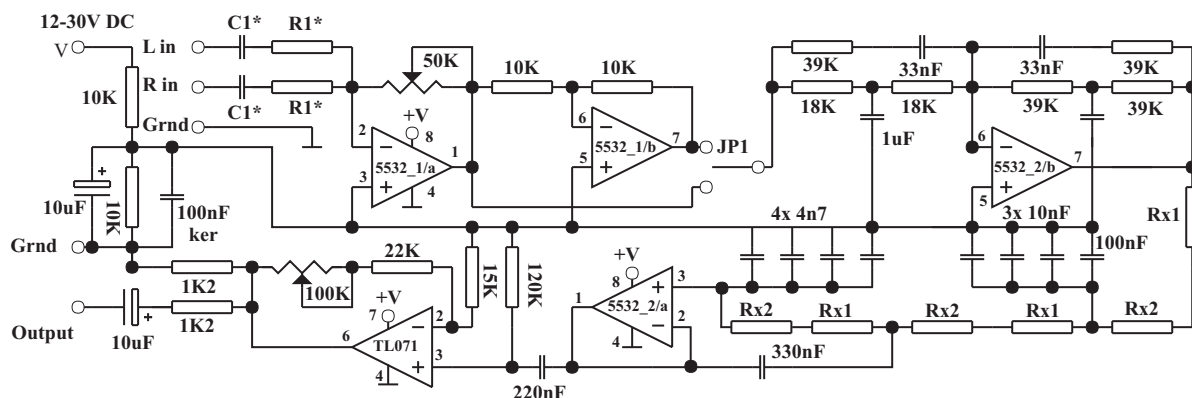 12-30V DC
V
L in
C1*
R1*
R in
C1*
R1*
Grnd
10K
50K
10K
10K
39K
33nF
33nF
39K
18K
18K
39K
39K
1uF
+V
8
2
3
1
4
5532_1/a
6
5
7
5532_1/b
JP1
6
5
7
5532_2/b
Rx1
+
10uF
10K
100nF
ker
Grnd
1K2
100K
22K
15K
120K
4x 4n7
3x 10nF
100nF
+V
8
3
1
2
4
5532_2/a
Rx2
Rx1
Rx2
Rx1
Rx2
330nF
220nF
Output
10uF
+
1K2
+V
7
6
2
3
4
TL071